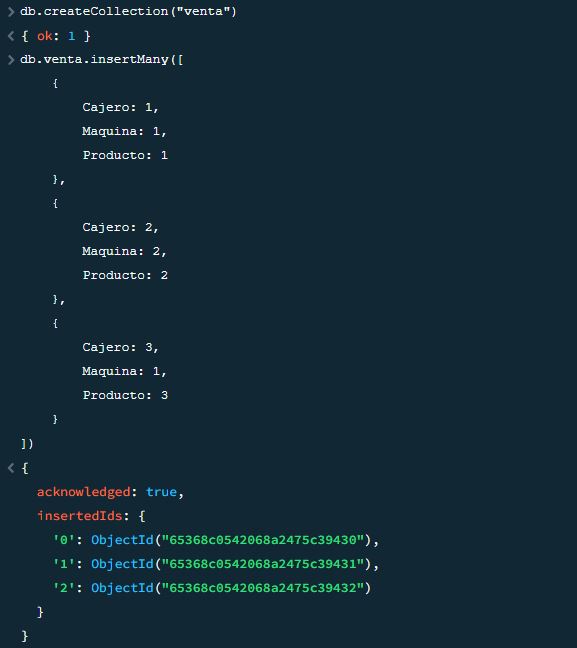 > db.createCollection("venta")
< { ok: 1 }
> db.venta.insertMany([
    {
        Cajero: 1,
        Maquina: 1,
        Producto: 1
    },
    {
        Cajero: 2,
        Maquina: 2,
        Producto: 2
    },
    {
        Cajero: 3,
        Maquina: 1,
        Producto: 3
    }
])
< {
  acknowledged: true,
  insertedIds: {
    '0': ObjectId("65368c0542068a2475c39430"),
    '1': ObjectId("65368c0542068a2475c39431"),
    '2': ObjectId("65368c0542068a2475c39432")
  }
}